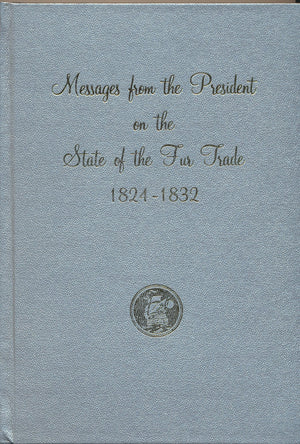 Messages from the President
on the
State of the Fur Trade
1824-1832